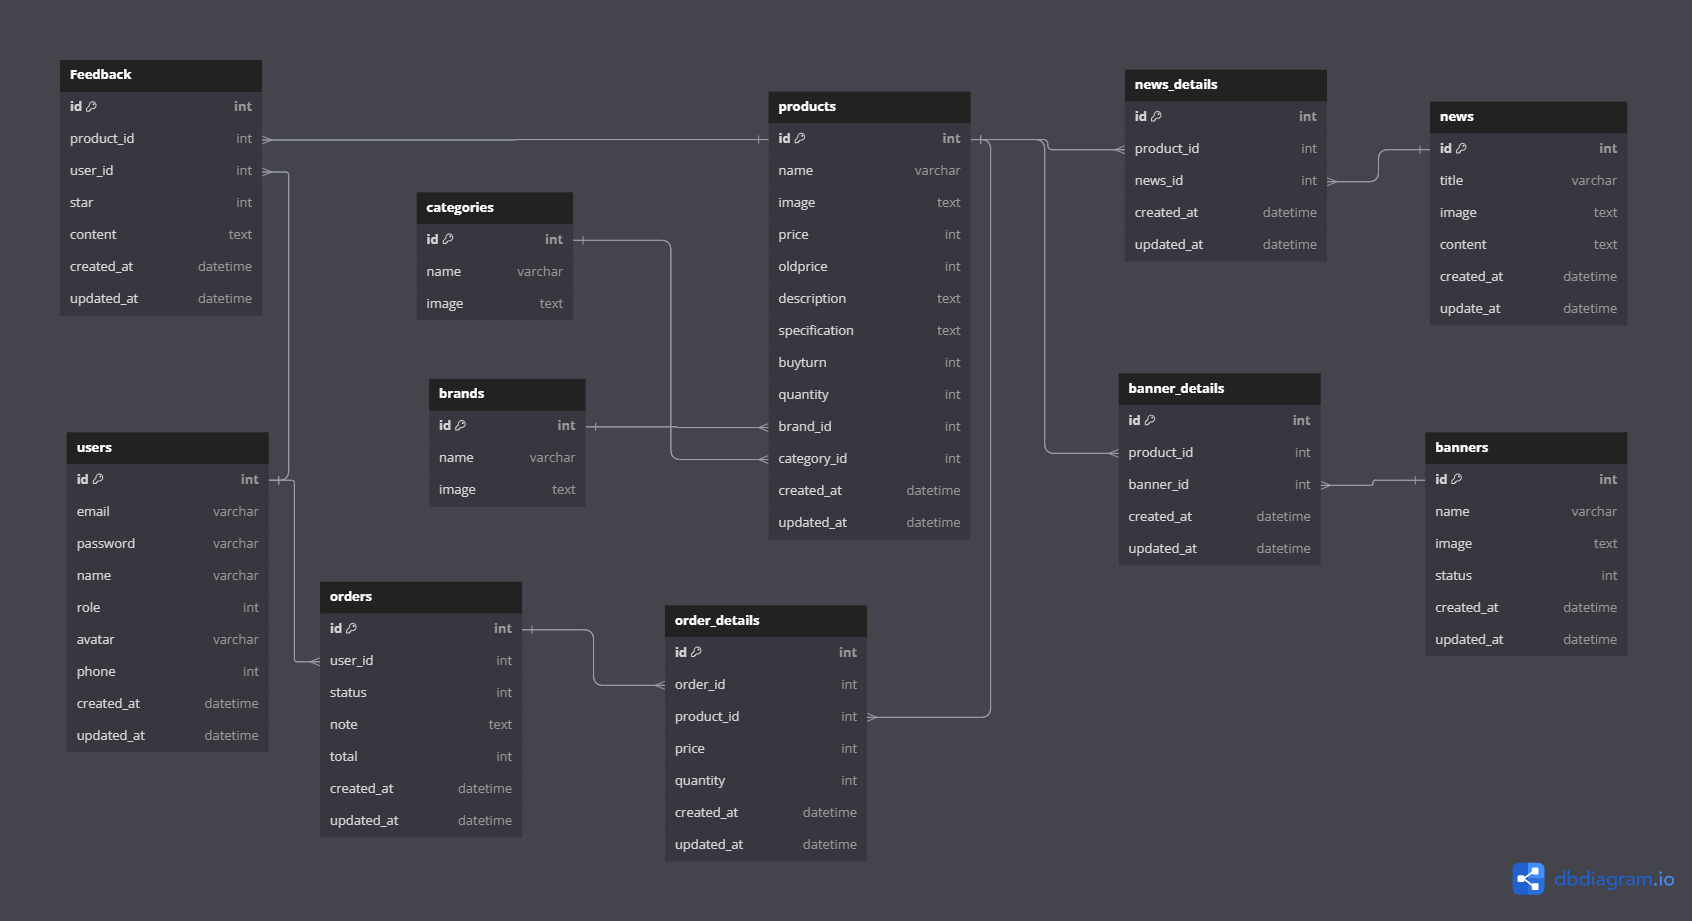 Feedback
id int
product_id int
user_id int
star int
content text
created_at datetime
updated_at datetime
users
id int
email varchar
password varchar
name varchar
role int
avatar varchar
phone int
created_at datetime
updated_at datetime
categories
id int
name varchar
image text
brands
id int
name varchar
image text
orders
id int
user_id int
status int
note text
total int
created_at datetime
updated_at datetime
products
id int
name varchar
image text
price int
oldprice int
description text
specification text
buyturn int
quantity int
brand_id int
category_id int
created_at datetime
updated_at datetime
order_details
id int
order_id int
product_id int
price int
quantity int
created_at datetime
updated_at datetime
news_details
id int
product_id int
news_id int
created_at datetime
updated_at datetime
news
id int
title varchar
image text
content text
created_at datetime
update_at datetime
banner_details
id int
product_id int
banner_id int
created_at datetime
updated_at datetime
banners
id int
name varchar
image text
status int
created_at datetime
updated_at datetime
dbdiagram.io